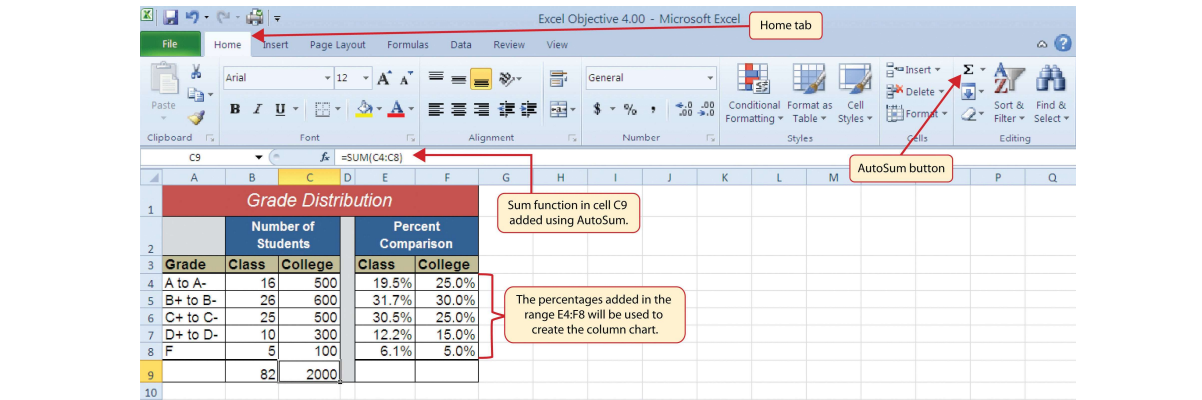 Excel Objective 4.00 - Microsoft Excel
Home tab
File Home Insert Page Layout Formulas Data Review View
Arial 12 A A General Insert Σ
Paste Delete
B I U A $ % , .0 .00 .00 .0 Conditional Format as Cell Format Sort & Find &
Formatting Table Styles Filter Select
Clipboard Font Alignment Number Styles Cells Editing
C9 fx =SUM(C4:C8)
AutoSum button
A B C D E F G H I J K L M P Q
Sum function in cell C9
added using AutoSum.
1 Grade Distribution
Number of Percent
2 Students Comparison
3 Grade Class College Class College
4 A to A- 16 500 19.5% 25.0%
5 B+ to B- 26 600 31.7% 30.0%
6 C+ to C- 25 500 30.5% 25.0%
7 D+ to D- 10 300 12.2% 15.0%
8 F 5 100 6.1% 5.0%
The percentages added in the
range E4:F8 will be used to
create the column chart.
9 82 2000
10